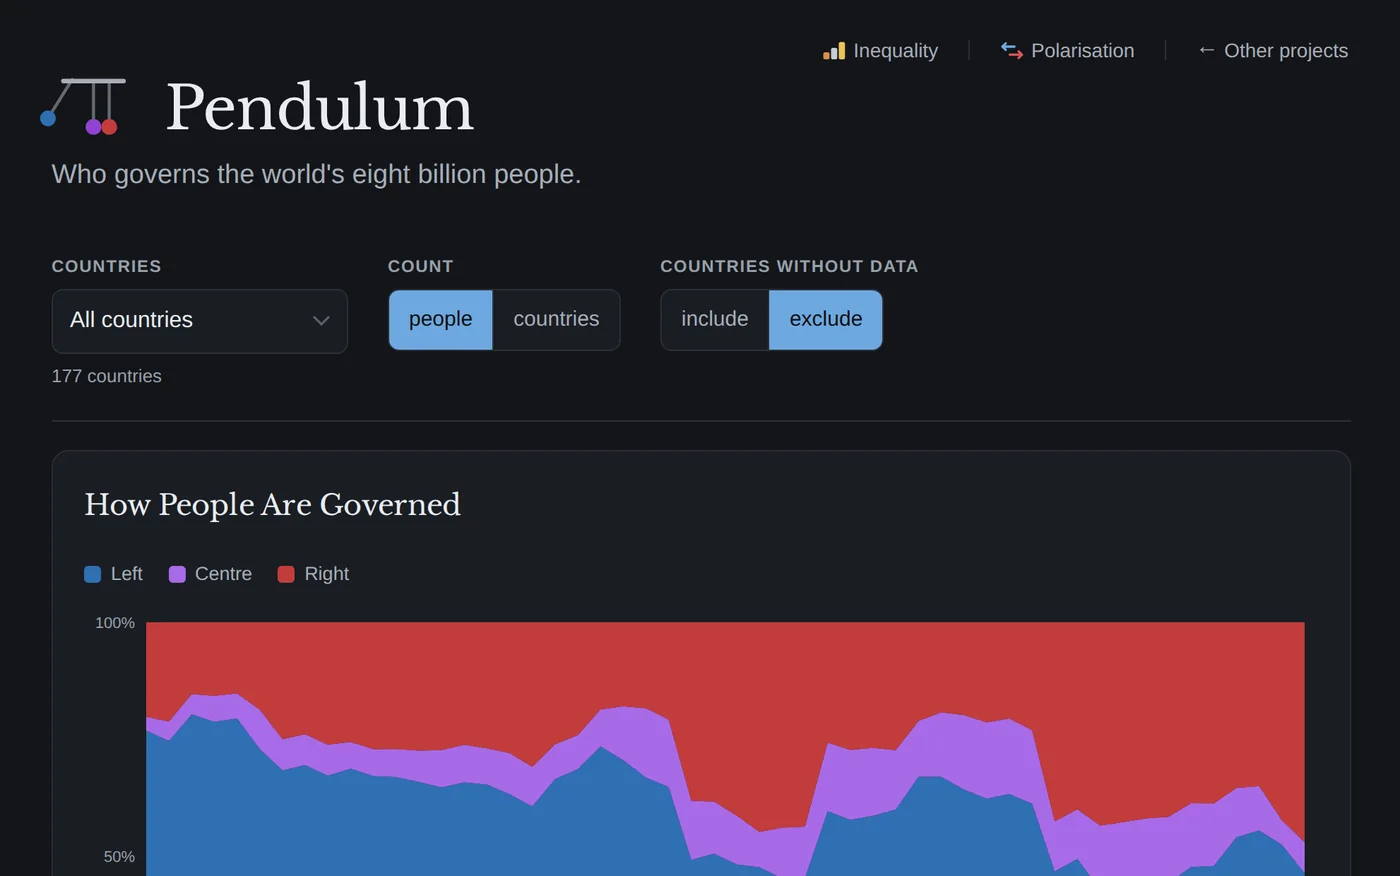 Inequality
Polarisation
← Other projects
Pendulum
Who governs the world's eight billion people.
COUNTRIES
COUNT
COUNTRIES WITHOUT DATA
All countries
people
countries
include
exclude
177 countries
How People Are Governed
Left
Centre
Right
100%
50%